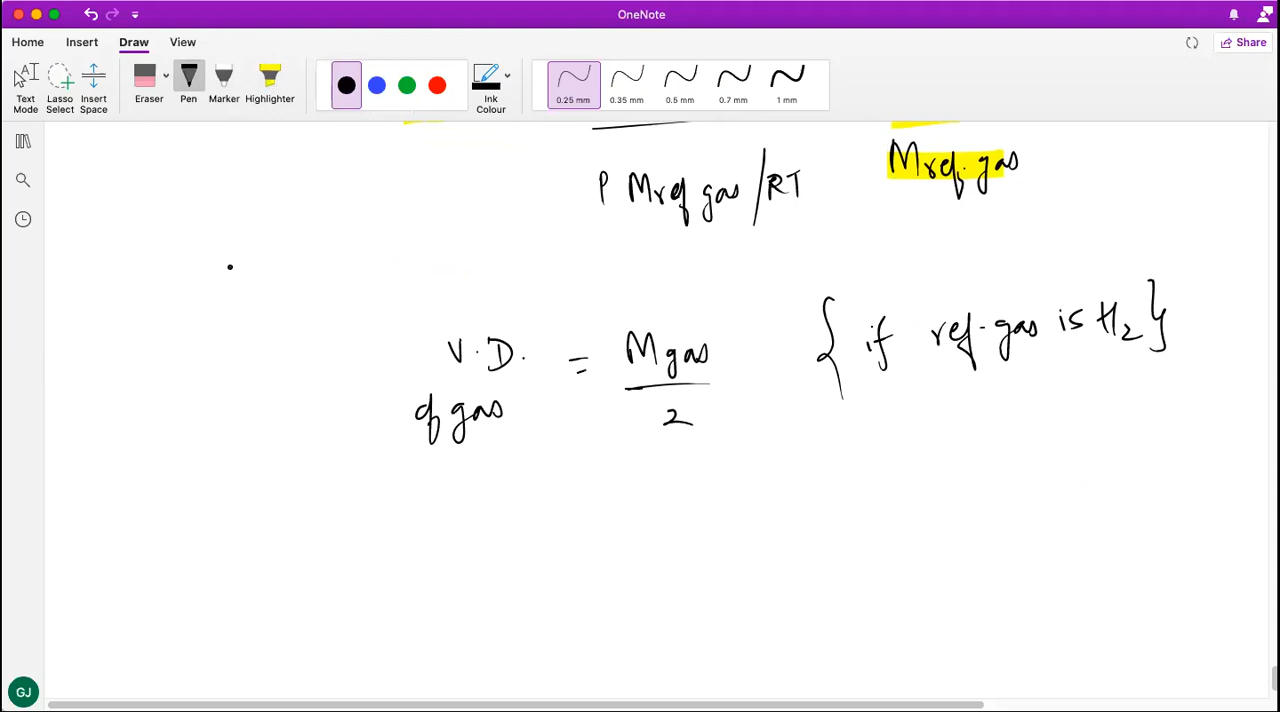 OneNote
Home Insert Draw View
Share
Text Mode
Lasso Select
Insert Space
Eraser
Pen
Marker
Highlighter
Ink Colour
0.25 mm
0.35 mm
0.5 mm
0.7 mm
1 mm
P Mref gas / RT
Mref. gas
V.D. of gas = Mgas / 2 { if ref. gas is H2 }
GJ